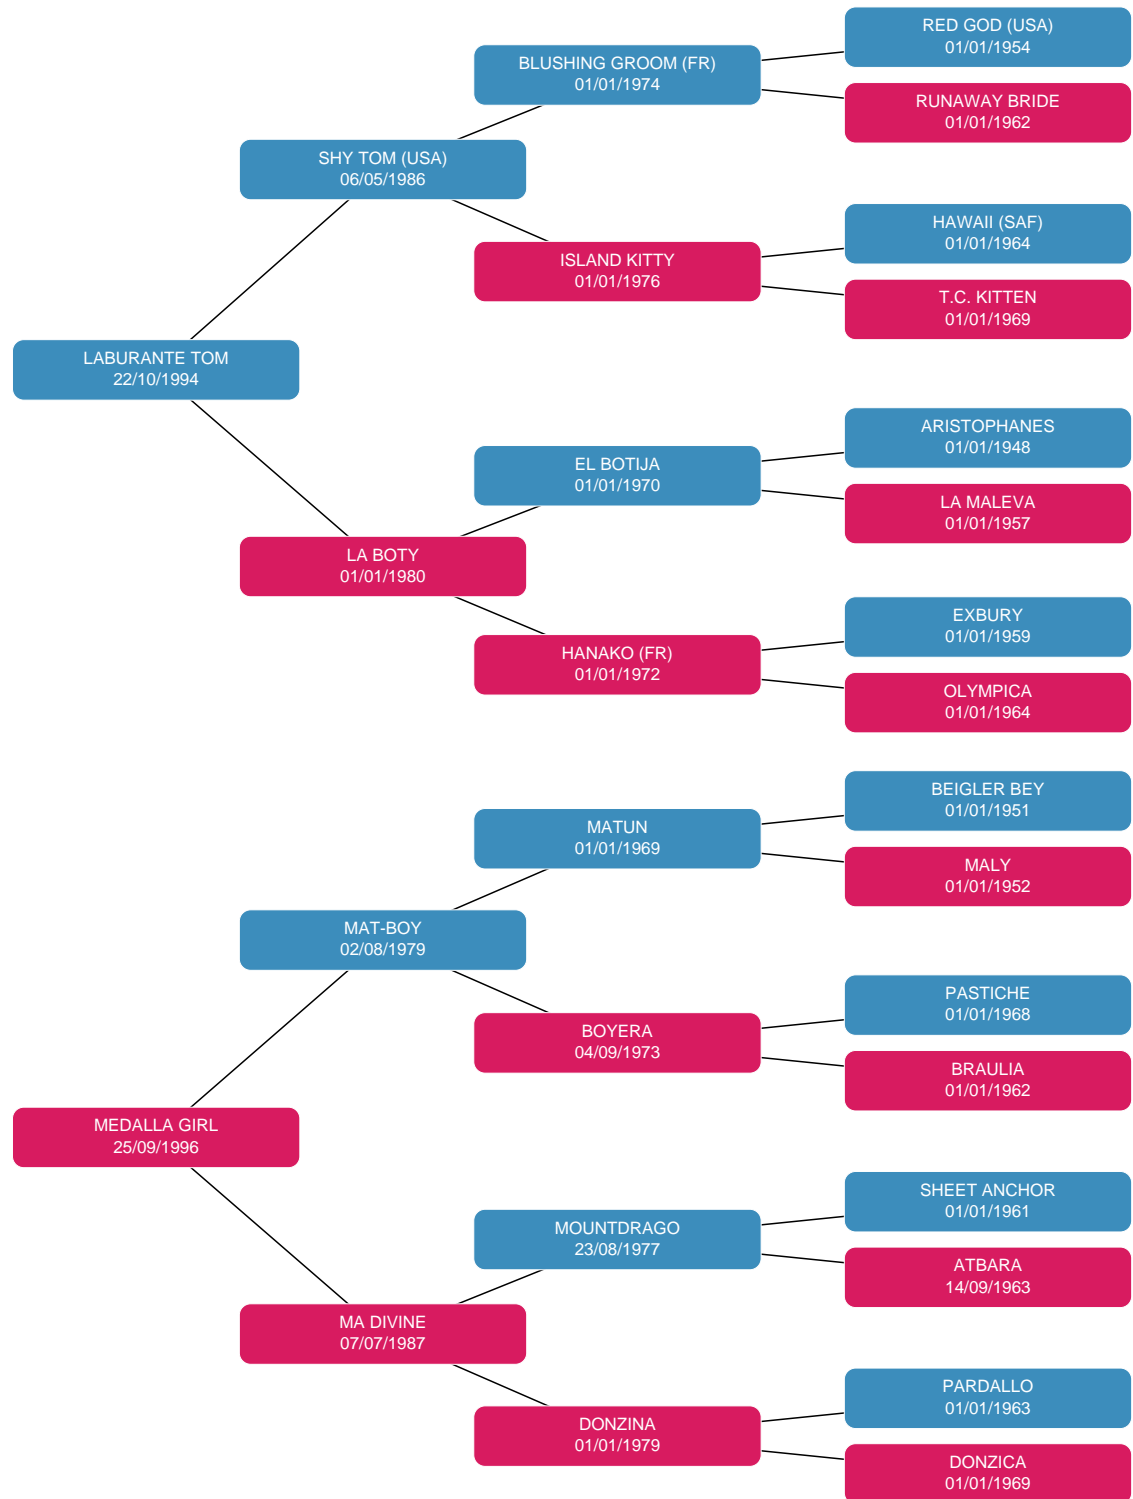 RED GOD (USA)
01/01/1954
BLUSHING GROOM (FR)
01/01/1974
RUNAWAY BRIDE
01/01/1962
SHY TOM (USA)
06/05/1986
HAWAII (SAF)
01/01/1964
ISLAND KITTY
01/01/1976
T.C. KITTEN
01/01/1969
LABURANTE TOM
22/10/1994
ARISTOPHANES
01/01/1948
EL BOTIJA
01/01/1970
LA MALEVA
01/01/1957
LA BOTY
01/01/1980
EXBURY
01/01/1959
HANAKO (FR)
01/01/1972
OLYMPICA
01/01/1964
BEIGLER BEY
01/01/1951
MATUN
01/01/1969
MALY
01/01/1952
MAT-BOY
02/08/1979
PASTICHE
01/01/1968
BOYERA
04/09/1973
BRAULIA
01/01/1962
MEDALLA GIRL
25/09/1996
SHEET ANCHOR
01/01/1961
MOUNTDRAGO
23/08/1977
ATBARA
14/09/1963
MA DIVINE
07/07/1987
PARDALLO
01/01/1963
DONZINA
01/01/1979
DONZICA
01/01/1969